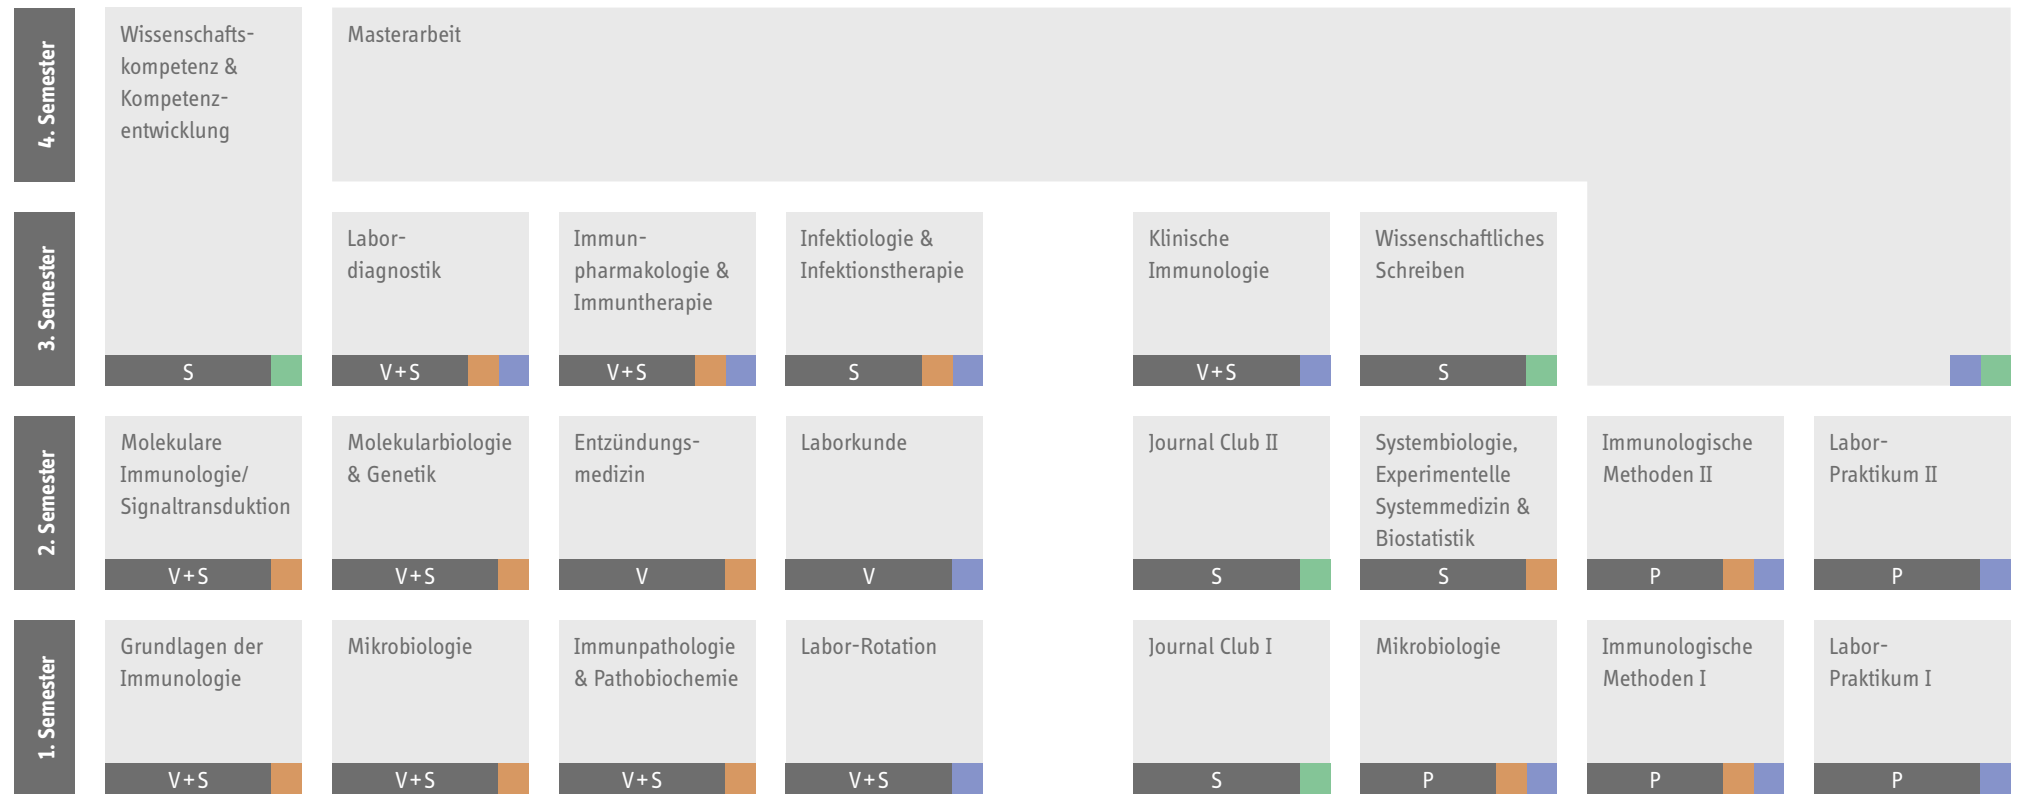 4. Semester
Wissenschafts-
kompetenz &
Kompetenz-
entwicklung
S
Masterarbeit
3. Semester
Labor-
diagnostik
V+S
Immun-
pharmakologie &
Immuntherapie
V+S
Infektiologie &
Infektionstherapie
S
Klinische
Immunologie
V+S
Wissenschaftliches
Schreiben
S
2. Semester
Molekulare
Immunologie/
Signaltransduktion
V+S
Molekularbiologie
& Genetik
V+S
Entzündungs-
medizin
V
Laborkunde
V
Journal Club II
S
Systembiologie,
Experimentelle
Systemmedizin &
Biostatistik
S
Immunologische
Methoden II
P
Labor-
Praktikum II
P
1. Semester
Grundlagen der
Immunologie
V+S
Mikrobiologie
V+S
Immunpathologie
& Pathobiochemie
V+S
Labor-Rotation
V+S
Journal Club I
S
Mikrobiologie
P
Immunologische
Methoden I
P
Labor-
Praktikum I
P